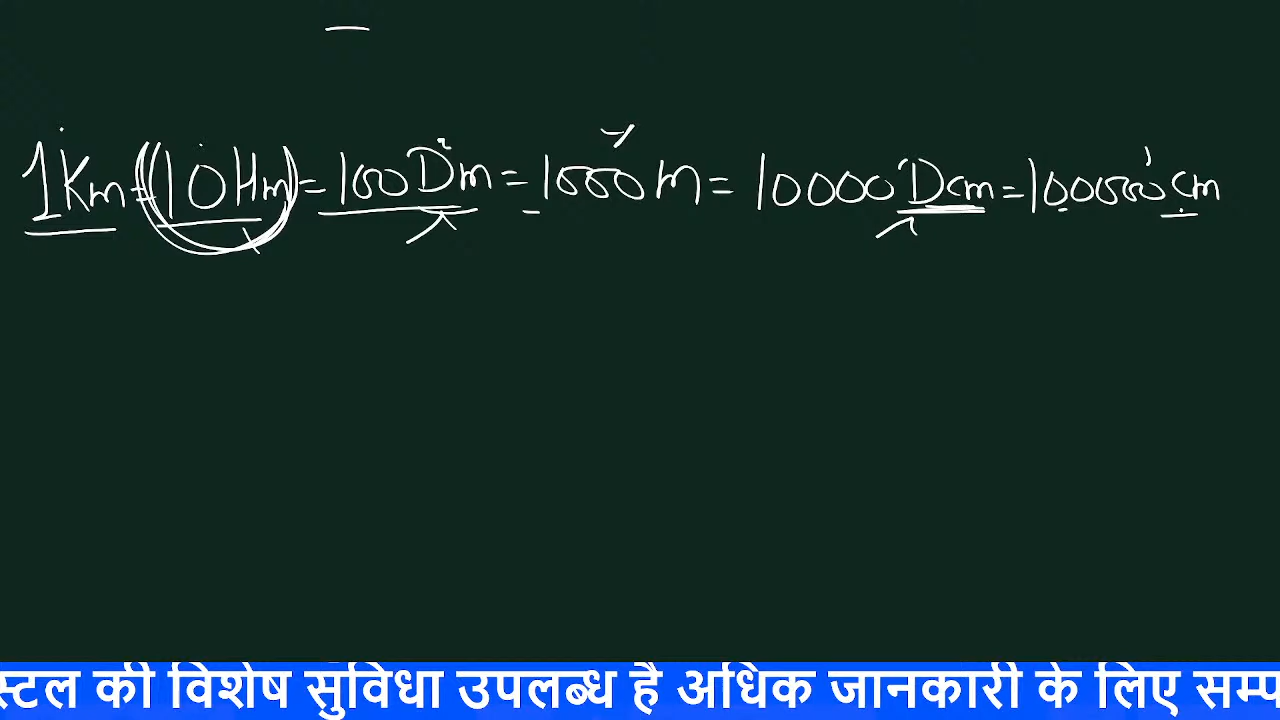 1Km = (10Hm) = 100Dm = 1000m = 10000Dcm = 100000cm
स्टल की विशेष सुविधा उपलब्ध है अधिक जानकारी के लिए सम्प